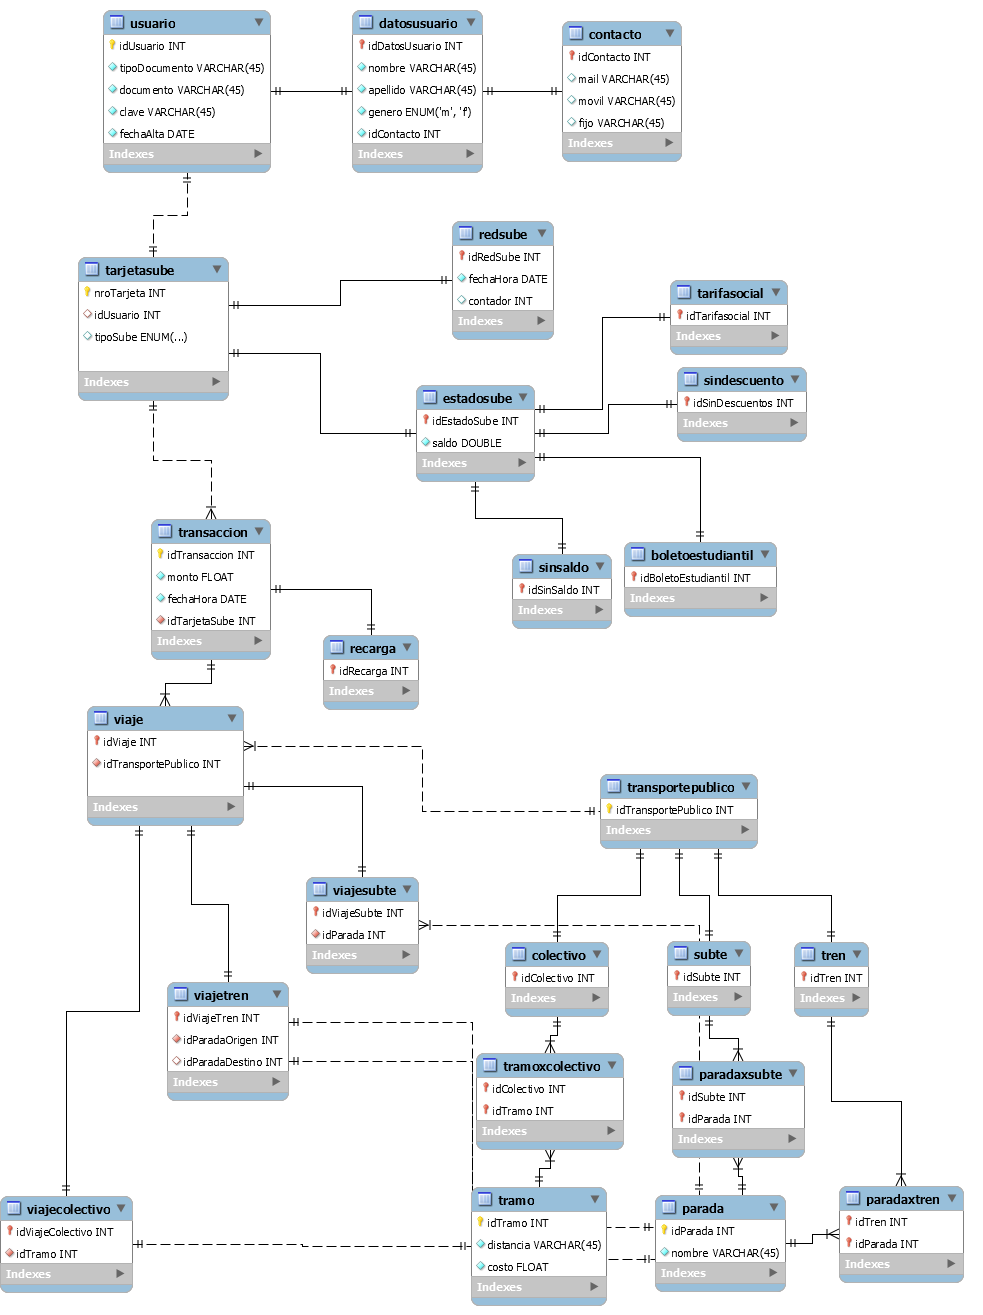 usuario
idUsuario INT
tipoDocumento VARCHAR(45)
documento VARCHAR(45)
clave VARCHAR(45)
fechaAlta DATE
Indexes
datosusuario
idDatosUsuario INT
nombre VARCHAR(45)
apellido VARCHAR(45)
genero ENUM('m', 'f')
idContacto INT
Indexes
contacto
idContacto INT
mail VARCHAR(45)
movil VARCHAR(45)
fijo VARCHAR(45)
Indexes
tarjetasube
nroTarjeta INT
idUsuario INT
tipoSube ENUM(...)
Indexes
redsube
idRedSube INT
fechaHora DATE
contador INT
Indexes
tarifasocial
idTarifasocial INT
Indexes
sindescuento
idSinDescuentos INT
Indexes
estadosube
idEstadoSube INT
saldo DOUBLE
Indexes
sinsaldo
idSinSaldo INT
Indexes
boletoestudiantil
idBoletoEstudiantil INT
Indexes
transaccion
idTransaccion INT
monto FLOAT
fechaHora DATE
idTarjetaSube INT
Indexes
recarga
idRecarga INT
Indexes
viaje
idViaje INT
idTransportePublico INT
Indexes
transportepublico
idTransportePublico INT
Indexes
viajesubte
idViajeSubte INT
idParada INT
Indexes
colectivo
idColectivo INT
Indexes
subte
idSubte INT
Indexes
tren
idTren INT
Indexes
viajetren
idViajeTren INT
idParadaOrigen INT
idParadaDestino INT
Indexes
tramoxcolectivo
idColectivo INT
idTramo INT
Indexes
paradaxsubte
idSubte INT
idParada INT
Indexes
viajecolectivo
idViajeColectivo INT
idTramo INT
Indexes
tramo
idTramo INT
distancia VARCHAR(45)
costo FLOAT
Indexes
parada
idParada INT
nombre VARCHAR(45)
Indexes
paradaxtren
idTren INT
idParada INT
Indexes